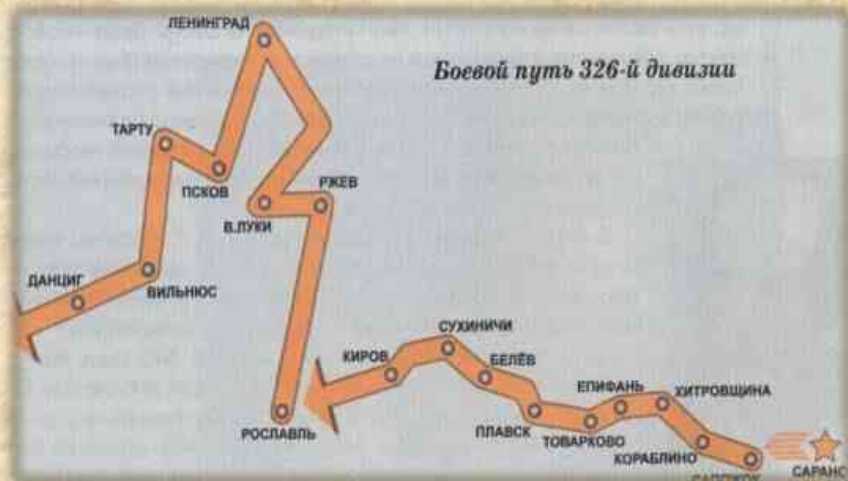 ЛЕНИНГРАД
Боевой путь 326-й дивизии
ТАРТУ
ПСКОВ
РЖЕВ
В.ЛУКИ
ДАНЦИГ
ВИЛЬНЮС
СУХИНИЧИ
КИРОВ
БЕЛЁВ
ЕПИФАНЬ
ХИТРОВЩИНА
РОСЛАВЛЬ
ПЛАВСК
ТОВАРКОВО
КОРАБЛИНО
САРАНС